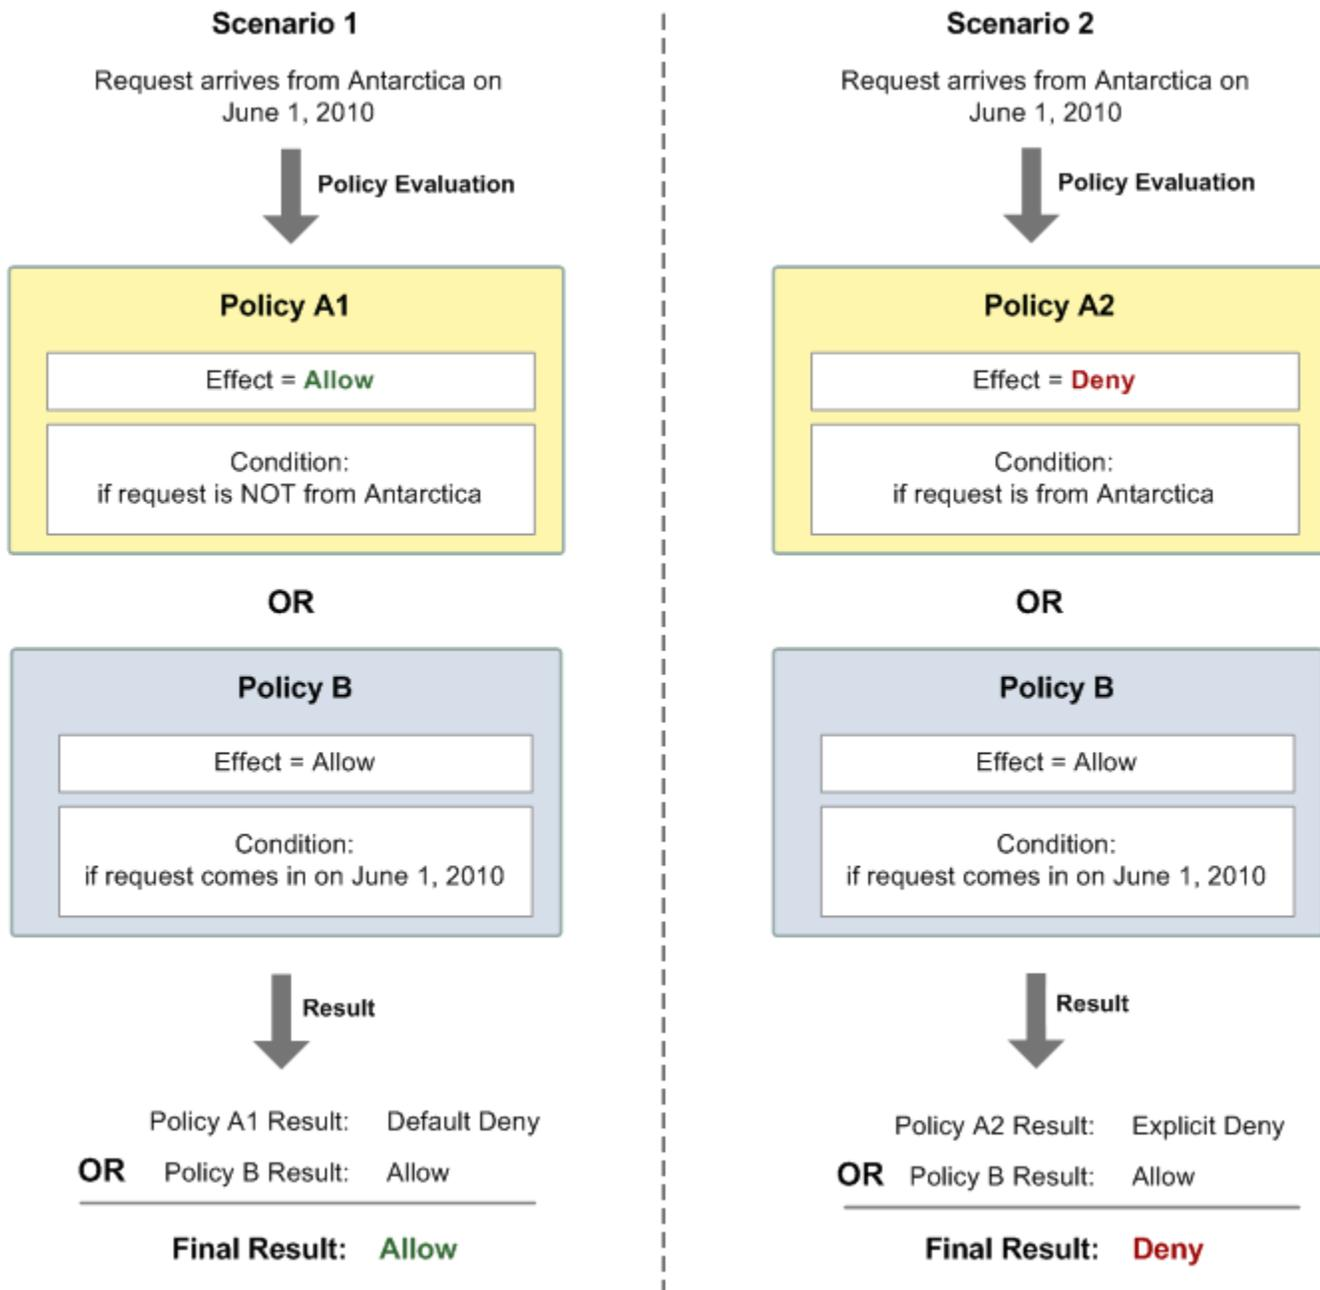 Scenario 1
Request arrives from Antarctica on
June 1, 2010
Policy Evaluation
Policy A1
Effect = Allow
Condition:
if request is NOT from Antarctica
OR
Policy B
Effect = Allow
Condition:
if request comes in on June 1, 2010
Result
Policy A1 Result: Default Deny
OR Policy B Result: Allow
Final Result: Allow
Scenario 2
Request arrives from Antarctica on
June 1, 2010
Policy Evaluation
Policy A2
Effect = Deny
Condition:
if request is from Antarctica
OR
Policy B
Effect = Allow
Condition:
if request comes in on June 1, 2010
Result
Policy A2 Result: Explicit Deny
OR Policy B Result: Allow
Final Result: Deny